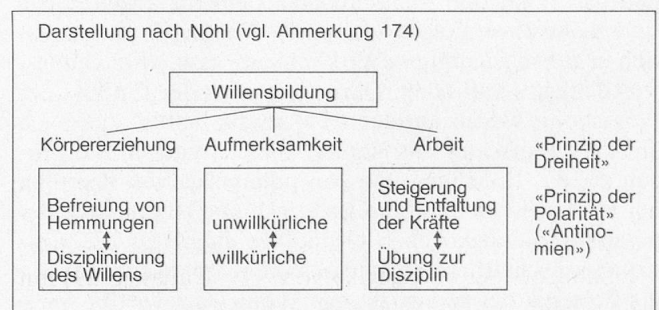 Darstellung nach Nohl (vgl. Anmerkung 174)
Willensbildung
Körpererziehung
Aufmerksamkeit
Arbeit
Befreiung von
Hemmungen
Disziplinierung
des Willens
unwillkürliche
willkürliche
Steigerung
und Entfaltung
der Kräfte
Übung zur
Disziplin
«Prinzip der
Dreiheit»
«Prinzip der
Polarität»
(«Antino-
mien»)